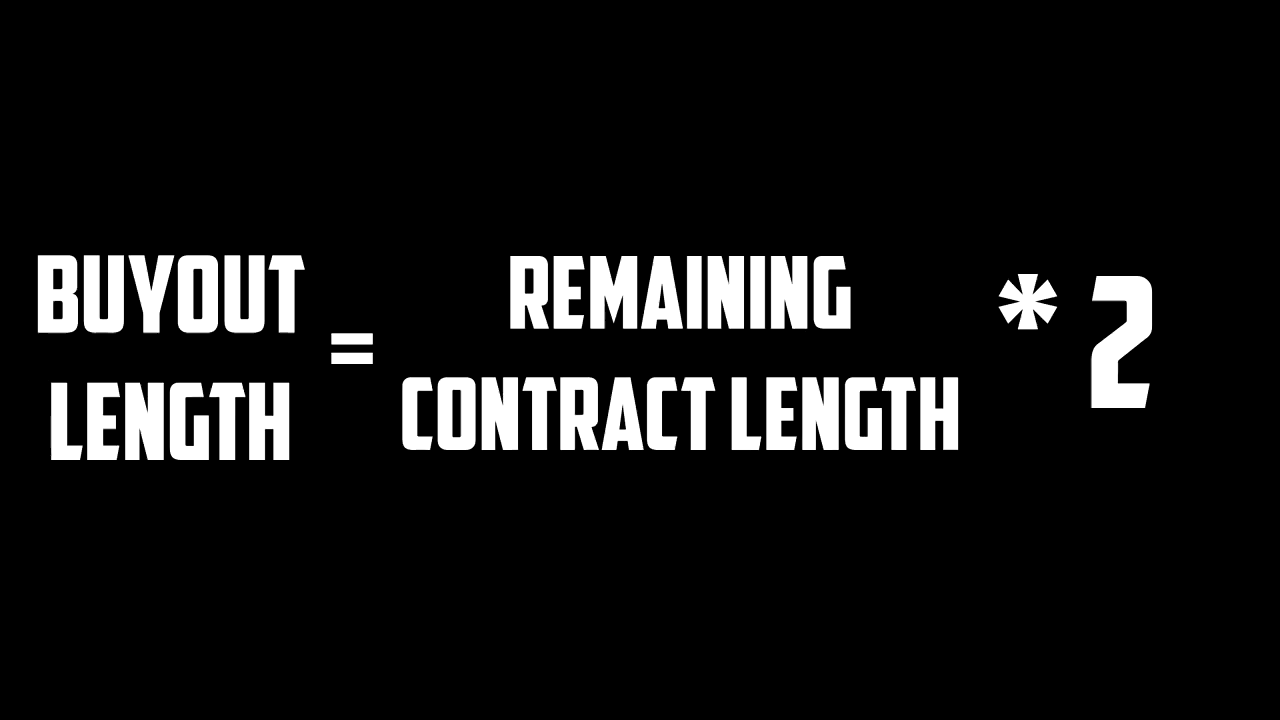 BUYOUT
LENGTH
=
REMAINING
CONTRACT LENGTH
* 2